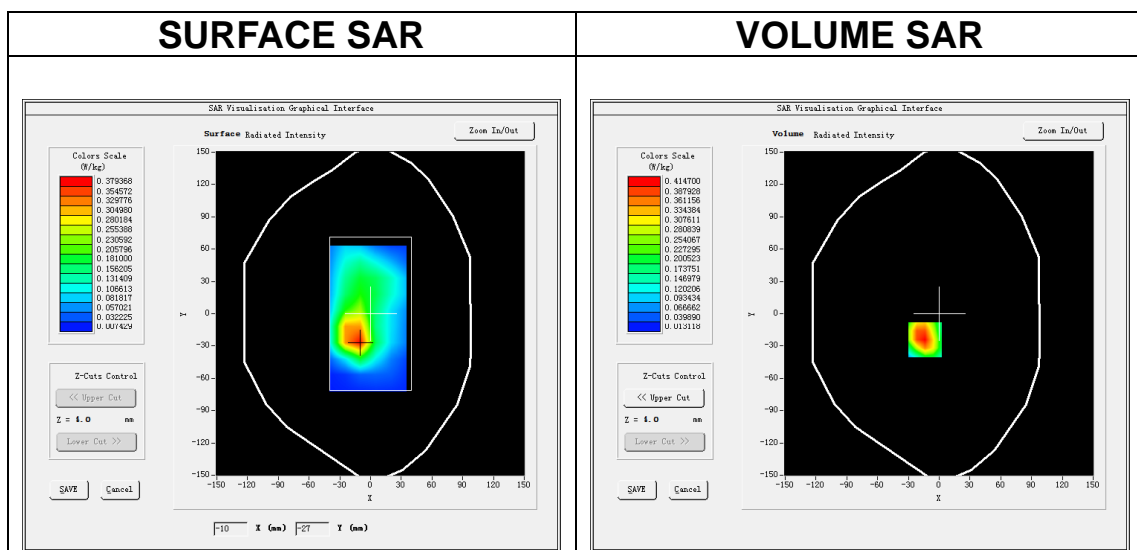 SURFACE SAR
SAR Visualisation Graphical Interface
Surface Radiated Intensity
Zoom In/Out
Colors Scale
(W/kg)
0.379368
0.354572
0.329776
0.304980
0.280184
0.255388
0.230592
0.205796
0.181000
0.156205
0.131409
0.106613
0.081817
0.057021
0.032225
0.007429
Y
150
120
90
60
30
0
-30
-60
-90
-120
-150
-150 -120 -90 -60 -30 0 30 60 90 120 150
X
Z-Cuts Control
<< Upper Cut
Z = 4.0 mm
Lower Cut >>
SAVE Cancel
-10 X (mm) -27 Y (mm)
VOLUME SAR
SAR Visualisation Graphical Interface
Volume Radiated Intensity
Zoom In/Out
Colors Scale
(W/kg)
0.414700
0.387928
0.361156
0.334384
0.307611
0.280839
0.254067
0.227295
0.200523
0.173751
0.146979
0.120206
0.093434
0.066662
0.039890
0.013118
Y
150
120
90
60
30
0
-30
-60
-90
-120
-150
-150 -120 -90 -60 -30 0 30 60 90 120 150
X
Z-Cuts Control
<< Upper Cut
Z = 4.0 mm
Lower Cut >>
SAVE Cancel